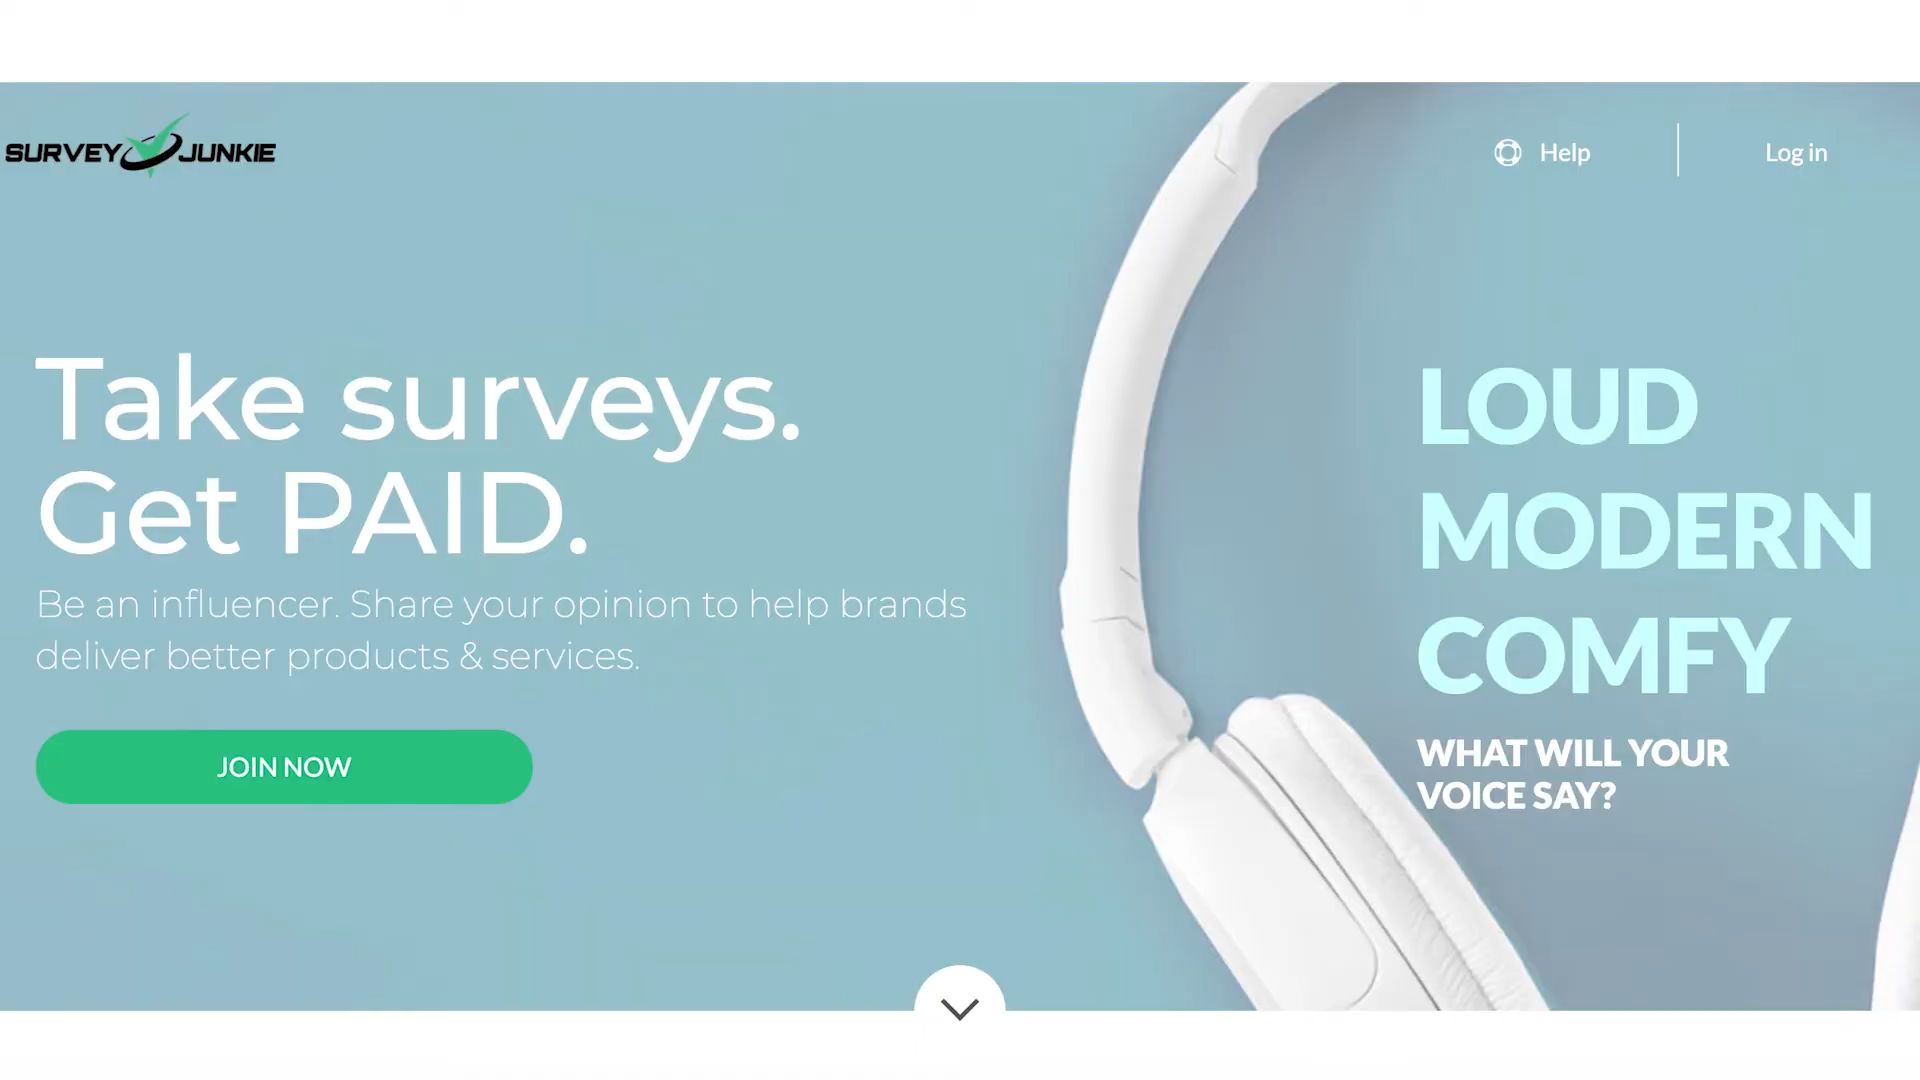 SURVEY JUNKIE
Help
Log in
Take surveys.
Get PAID.
Be an influencer. Share your opinion to help brands
deliver better products & services.
JOIN NOW
LOUD
MODERN
COMFY
WHAT WILL YOUR
VOICE SAY?